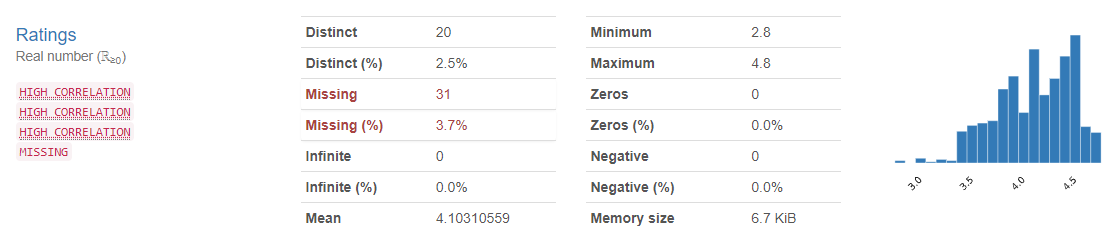 Ratings
Real number (ℝ≥0)
HIGH CORRELATION
HIGH CORRELATION
HIGH CORRELATION
MISSING
Distinct 20
Distinct (%) 2.5%
Missing 31
Missing (%) 3.7%
Infinite 0
Infinite (%) 0.0%
Mean 4.10310559
Minimum 2.8
Maximum 4.8
Zeros 0
Zeros (%) 0.0%
Negative 0
Negative (%) 0.0%
Memory size 6.7 KiB
3.0 3.5 4.0 4.5